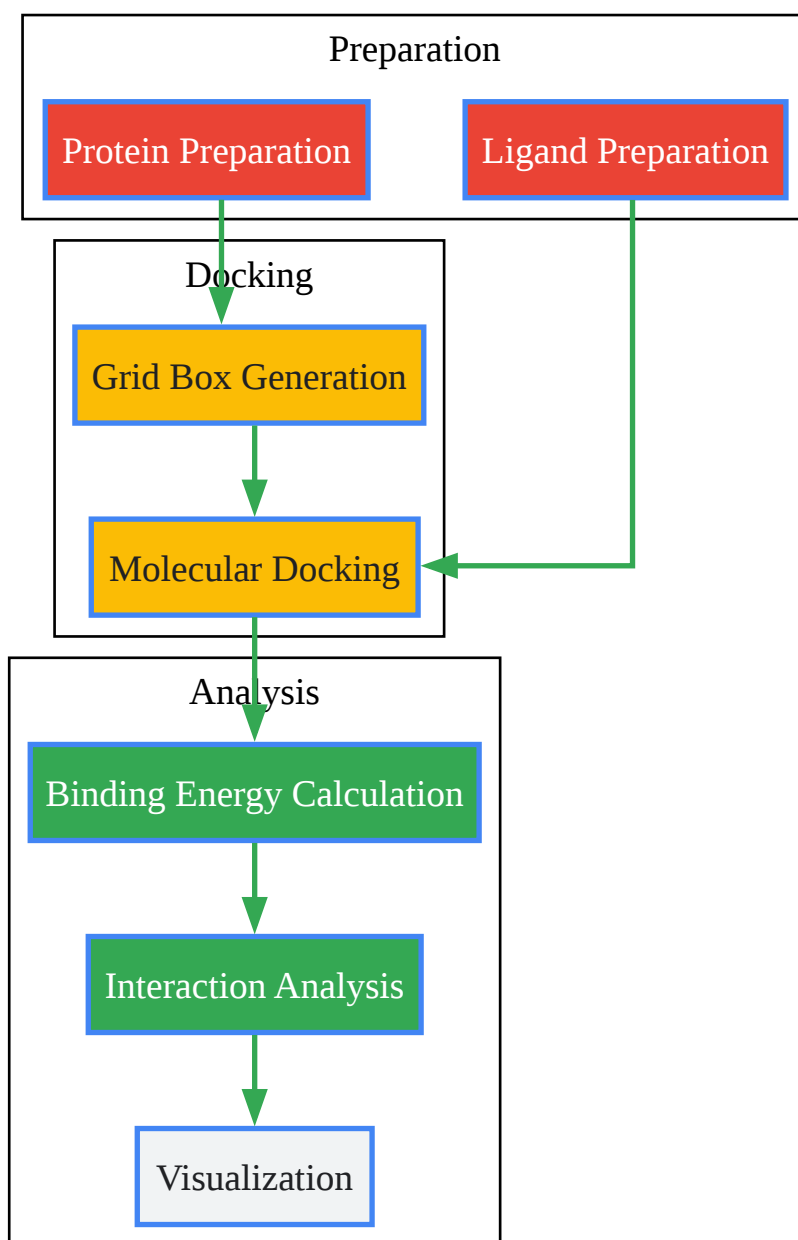 Preparation
Protein Preparation
Ligand Preparation
Docking
Grid Box Generation
Molecular Docking
Analysis
Binding Energy Calculation
Interaction Analysis
Visualization